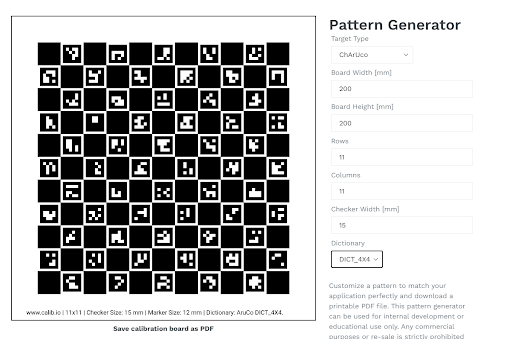 Pattern Generator
Target Type
ChArUco
Board Width [mm]
200
Board Height [mm]
200
Rows
11
Columns
11
Checker Width [mm]
15
Dictionary
DICT_4X4
Customize a pattern to match your
application perfectly and download a
printable PDF file. This pattern generator
can be used for internal development or
educational use only. Any commercial
purposes or re-sale is strictly prohibited
www.calib.io | 11x11 | Checker Size: 15 mm | Marker Size: 12 mm | Dictionary: AruCo DICT_4X4.
Save calibration board as PDF